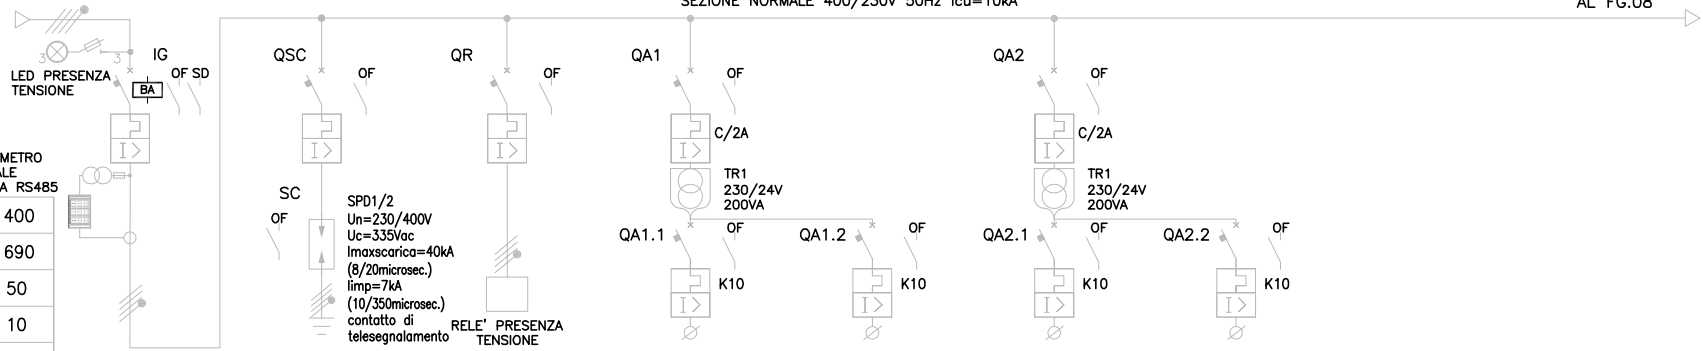 SEZIONE NORMALE 400/230V 50Hz Icu=10kA
AL FG.08
3
3
IG
OF SD
BA
LED PRESENZA
TENSIONE
QSC
OF
QR
OF
QA1
OF
QA2
OF
I >
I >
I >
C/2A
I >
C/2A
I >
METRO
ALE
A RS485
400
690
50
10
SC
OF
SPD1/2
Un=230/400V
Uc=335Vac
Imaxscarica=40kA
(8/20microsec.)
Iimp=7kA
(10/350microsec.)
contatto di
telesegnalamento
RELE' PRESENZA
TENSIONE
TR1
230/24V
200VA
TR1
230/24V
200VA
QA1.1
OF
QA1.2
OF
QA2.1
OF
QA2.2
OF
K10
I >
K10
I >
K10
I >
K10
I >